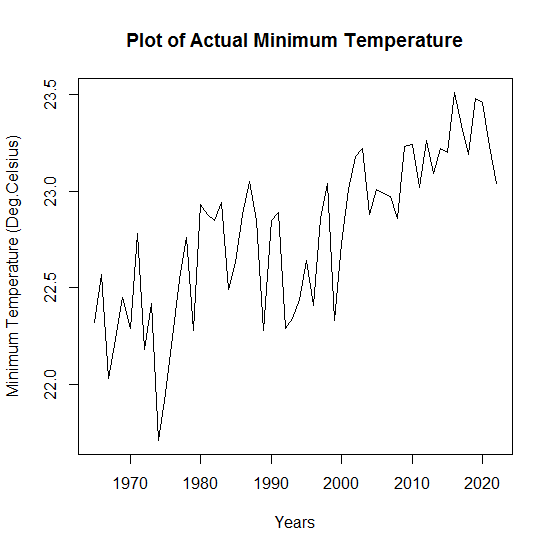 Plot of Actual Minimum Temperature
Minimum Temperature (Deg.Celsius)
23.5
23.0
22.5
22.0
1970 1980 1990 2000 2010 2020
Years